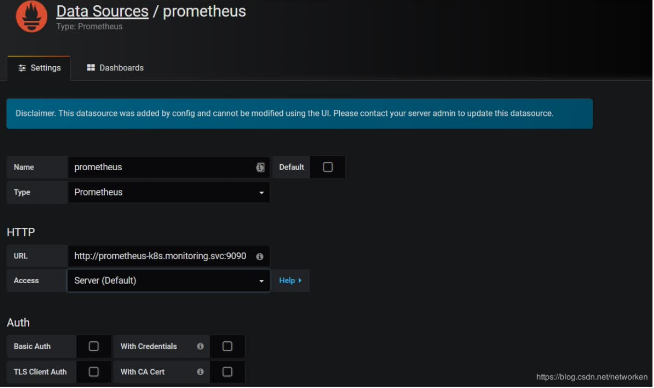 Data Sources / prometheus
Type: Prometheus
Settings Dashboards
Disclaimer. This datasource was added by config and cannot be modified using the UI. Please contact your server admin to update this datasource.
Name prometheus Default
Type Prometheus
HTTP
URL http://prometheus-k8s.monitoring.svc:9090
Access Server (Default) Help
Auth
Basic Auth With Credentials
TLS Client Auth With CA Cert
https://blog.csdn.net/networken